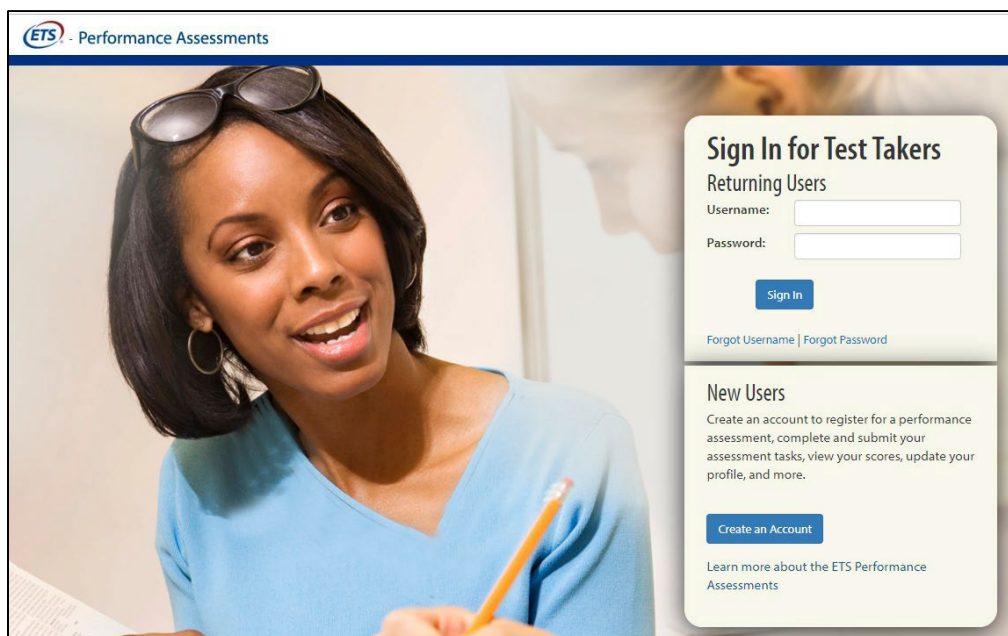 ETS - Performance Assessments
Sign In for Test Takers
Returning Users
Username:
Password:
Sign In
Forgot Username | Forgot Password
New Users
Create an account to register for a performance
assessment, complete and submit your
assessment tasks, view your scores, update your
profile, and more.
Create an Account
Learn more about the ETS Performance
Assessments